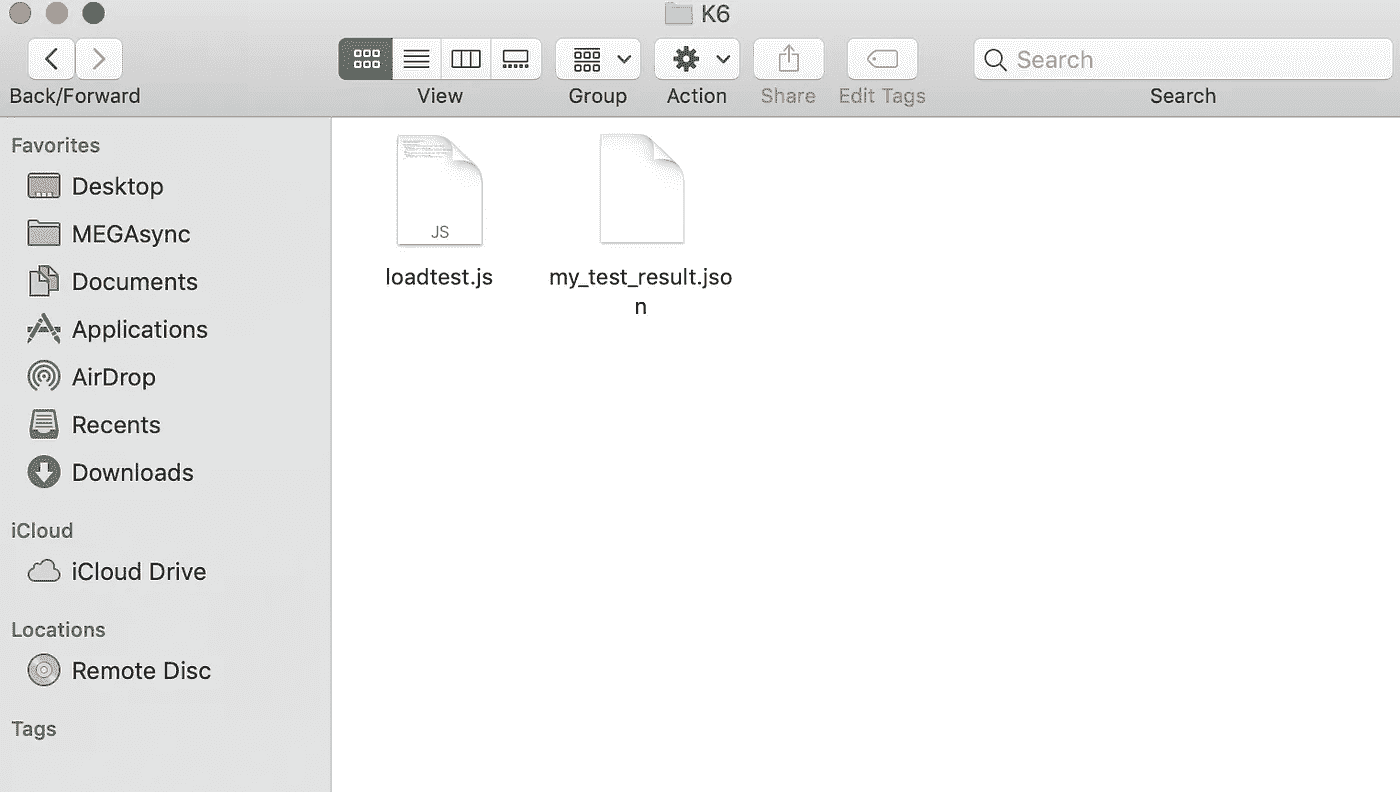 K6
Search
Back/Forward
View
Group
Action
Share
Edit Tags
Search
Favorites
Desktop
MEGAsync
Documents
Applications
AirDrop
Recents
Downloads
iCloud
iCloud Drive
Locations
Remote Disc
Tags
JS
loadtest.js
my_test_result.jso
n